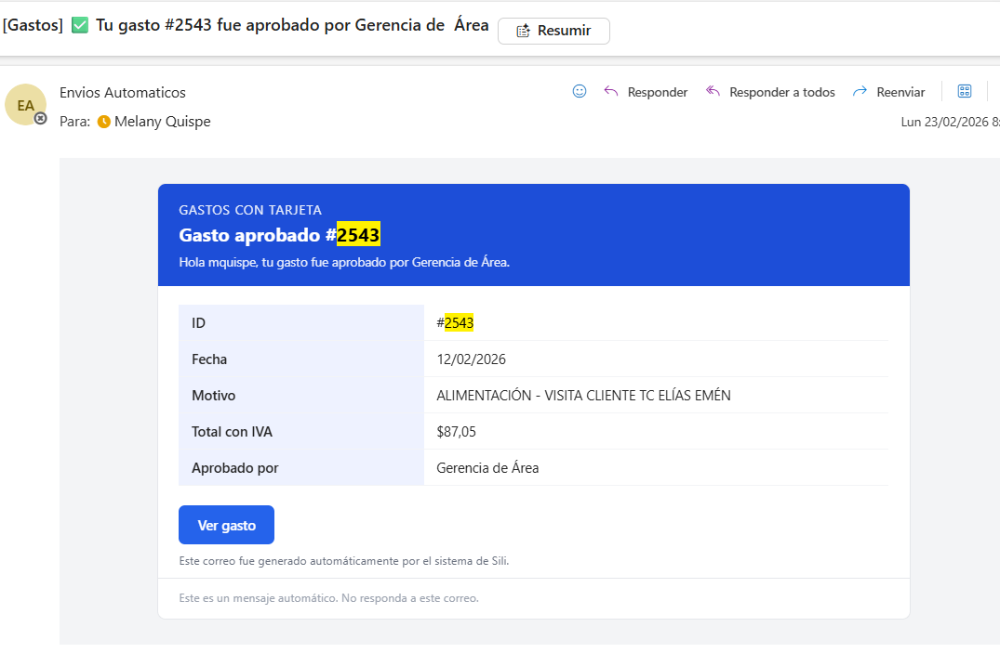 [Gastos] ✅ Tu gasto #2543 fue aprobado por Gerencia de Área
Resumir
EA
Envios Automaticos
Responder
Responder a todos
Reenviar
Para: Melany Quispe
Lun 23/02/2026 8:
GASTOS CON TARJETA
Gasto aprobado #2543
Hola mquispe, tu gasto fue aprobado por Gerencia de Área.
ID #2543
Fecha 12/02/2026
Motivo ALIMENTACIÓN - VISITA CLIENTE TC ELÍAS EMÉN
Total con IVA $87,05
Aprobado por Gerencia de Área
Ver gasto
Este correo fue generado automáticamente por el sistema de Sili.
Este es un mensaje automático. No responda a este correo.